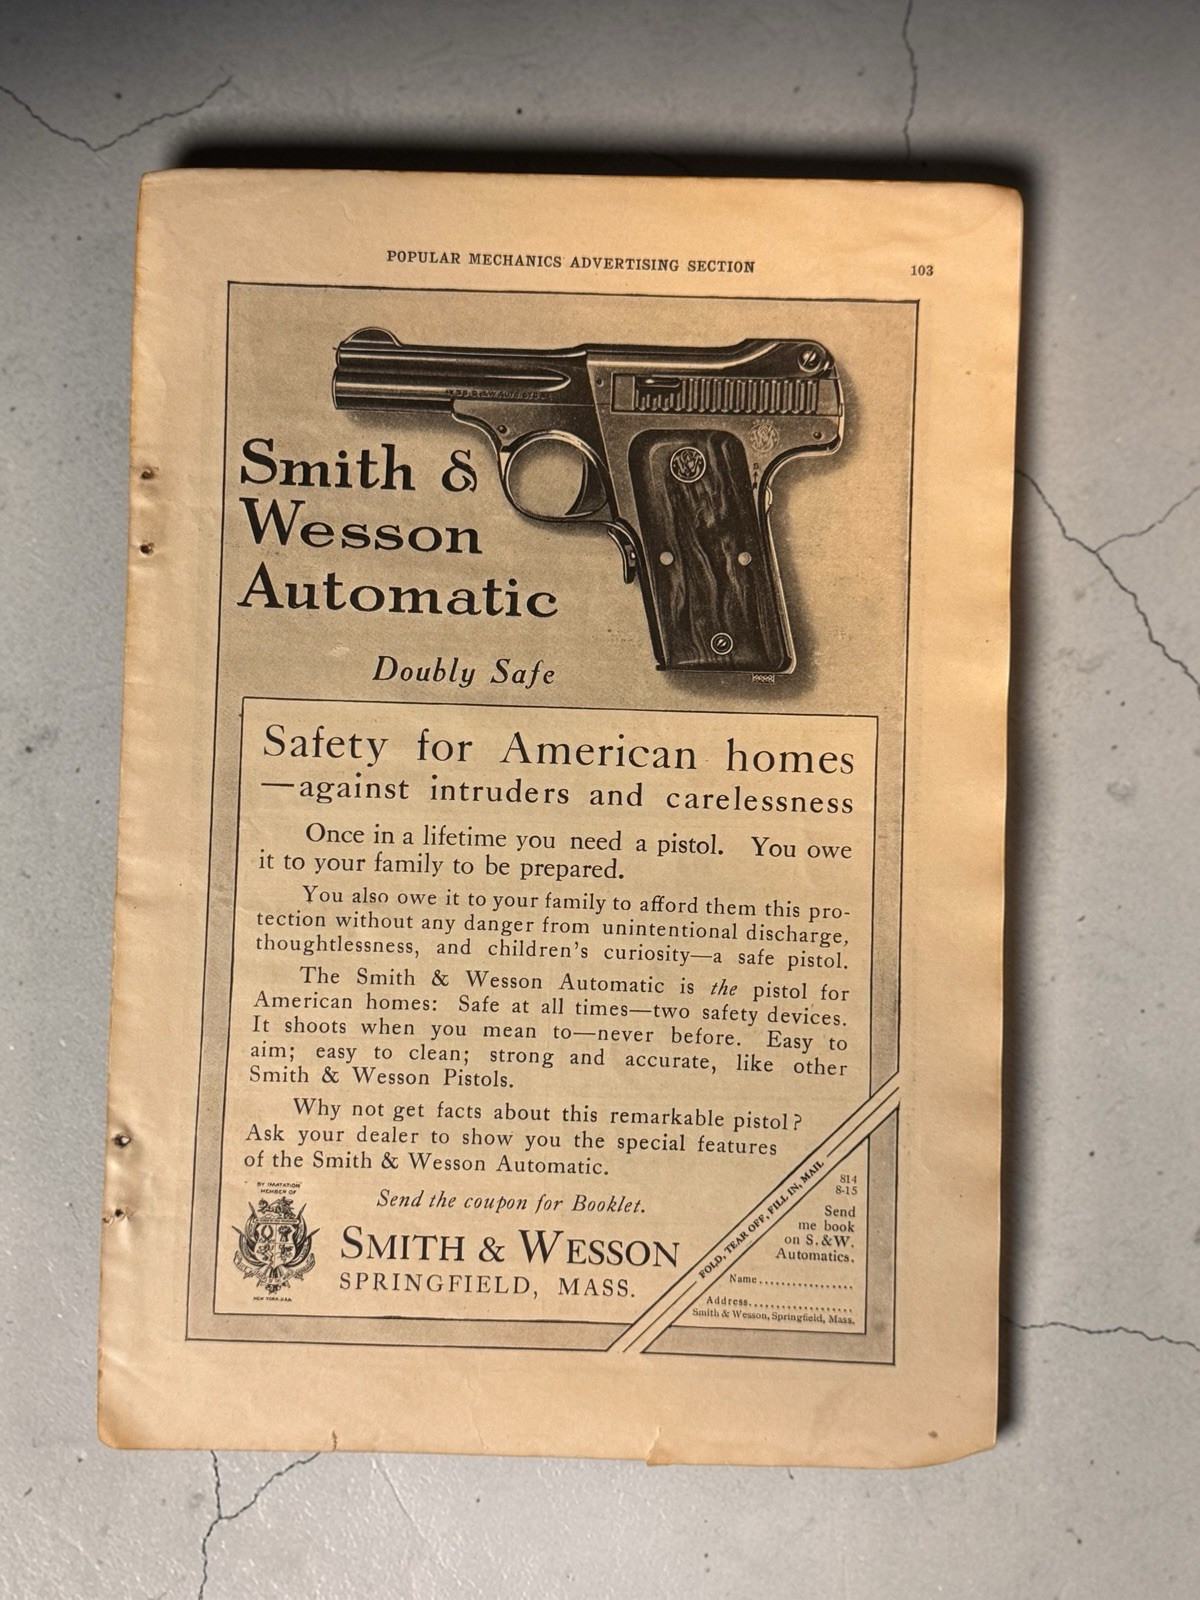 POPULAR MECHANICS ADVERTISING SECTION
103
Smith &
Wesson
Automatic
Doubly Safe
Safety for American homes
—against intruders and carelessness
Once in a lifetime you need a pistol. You owe
it to your family to be prepared.
You also owe it to your family to afford them this pro-
tection without any danger from unintentional discharge,
thoughtlessness, and children's curiosity—a safe pistol.
The Smith & Wesson Automatic is the pistol for
American homes: Safe at all times—two safety devices.
It shoots when you mean to—never before. Easy to
aim; easy to clean; strong and accurate, like other
Smith & Wesson Pistols.
Why not get facts about this remarkable pistol?
Ask your dealer to show you the special features
of the Smith & Wesson Automatic.
Send the coupon for Booklet.
BY INVITATION
MEMBER OF
NEW YORK U.S.A.
SMITH & WESSON
SPRINGFIELD, MASS.
FOLD, TEAR OFF, FILL IN, MAIL
814
8-15
Send
me book
on S. & W.
Automatics.
Name................
Address...................
Smith & Wesson, Springfield, Mass.